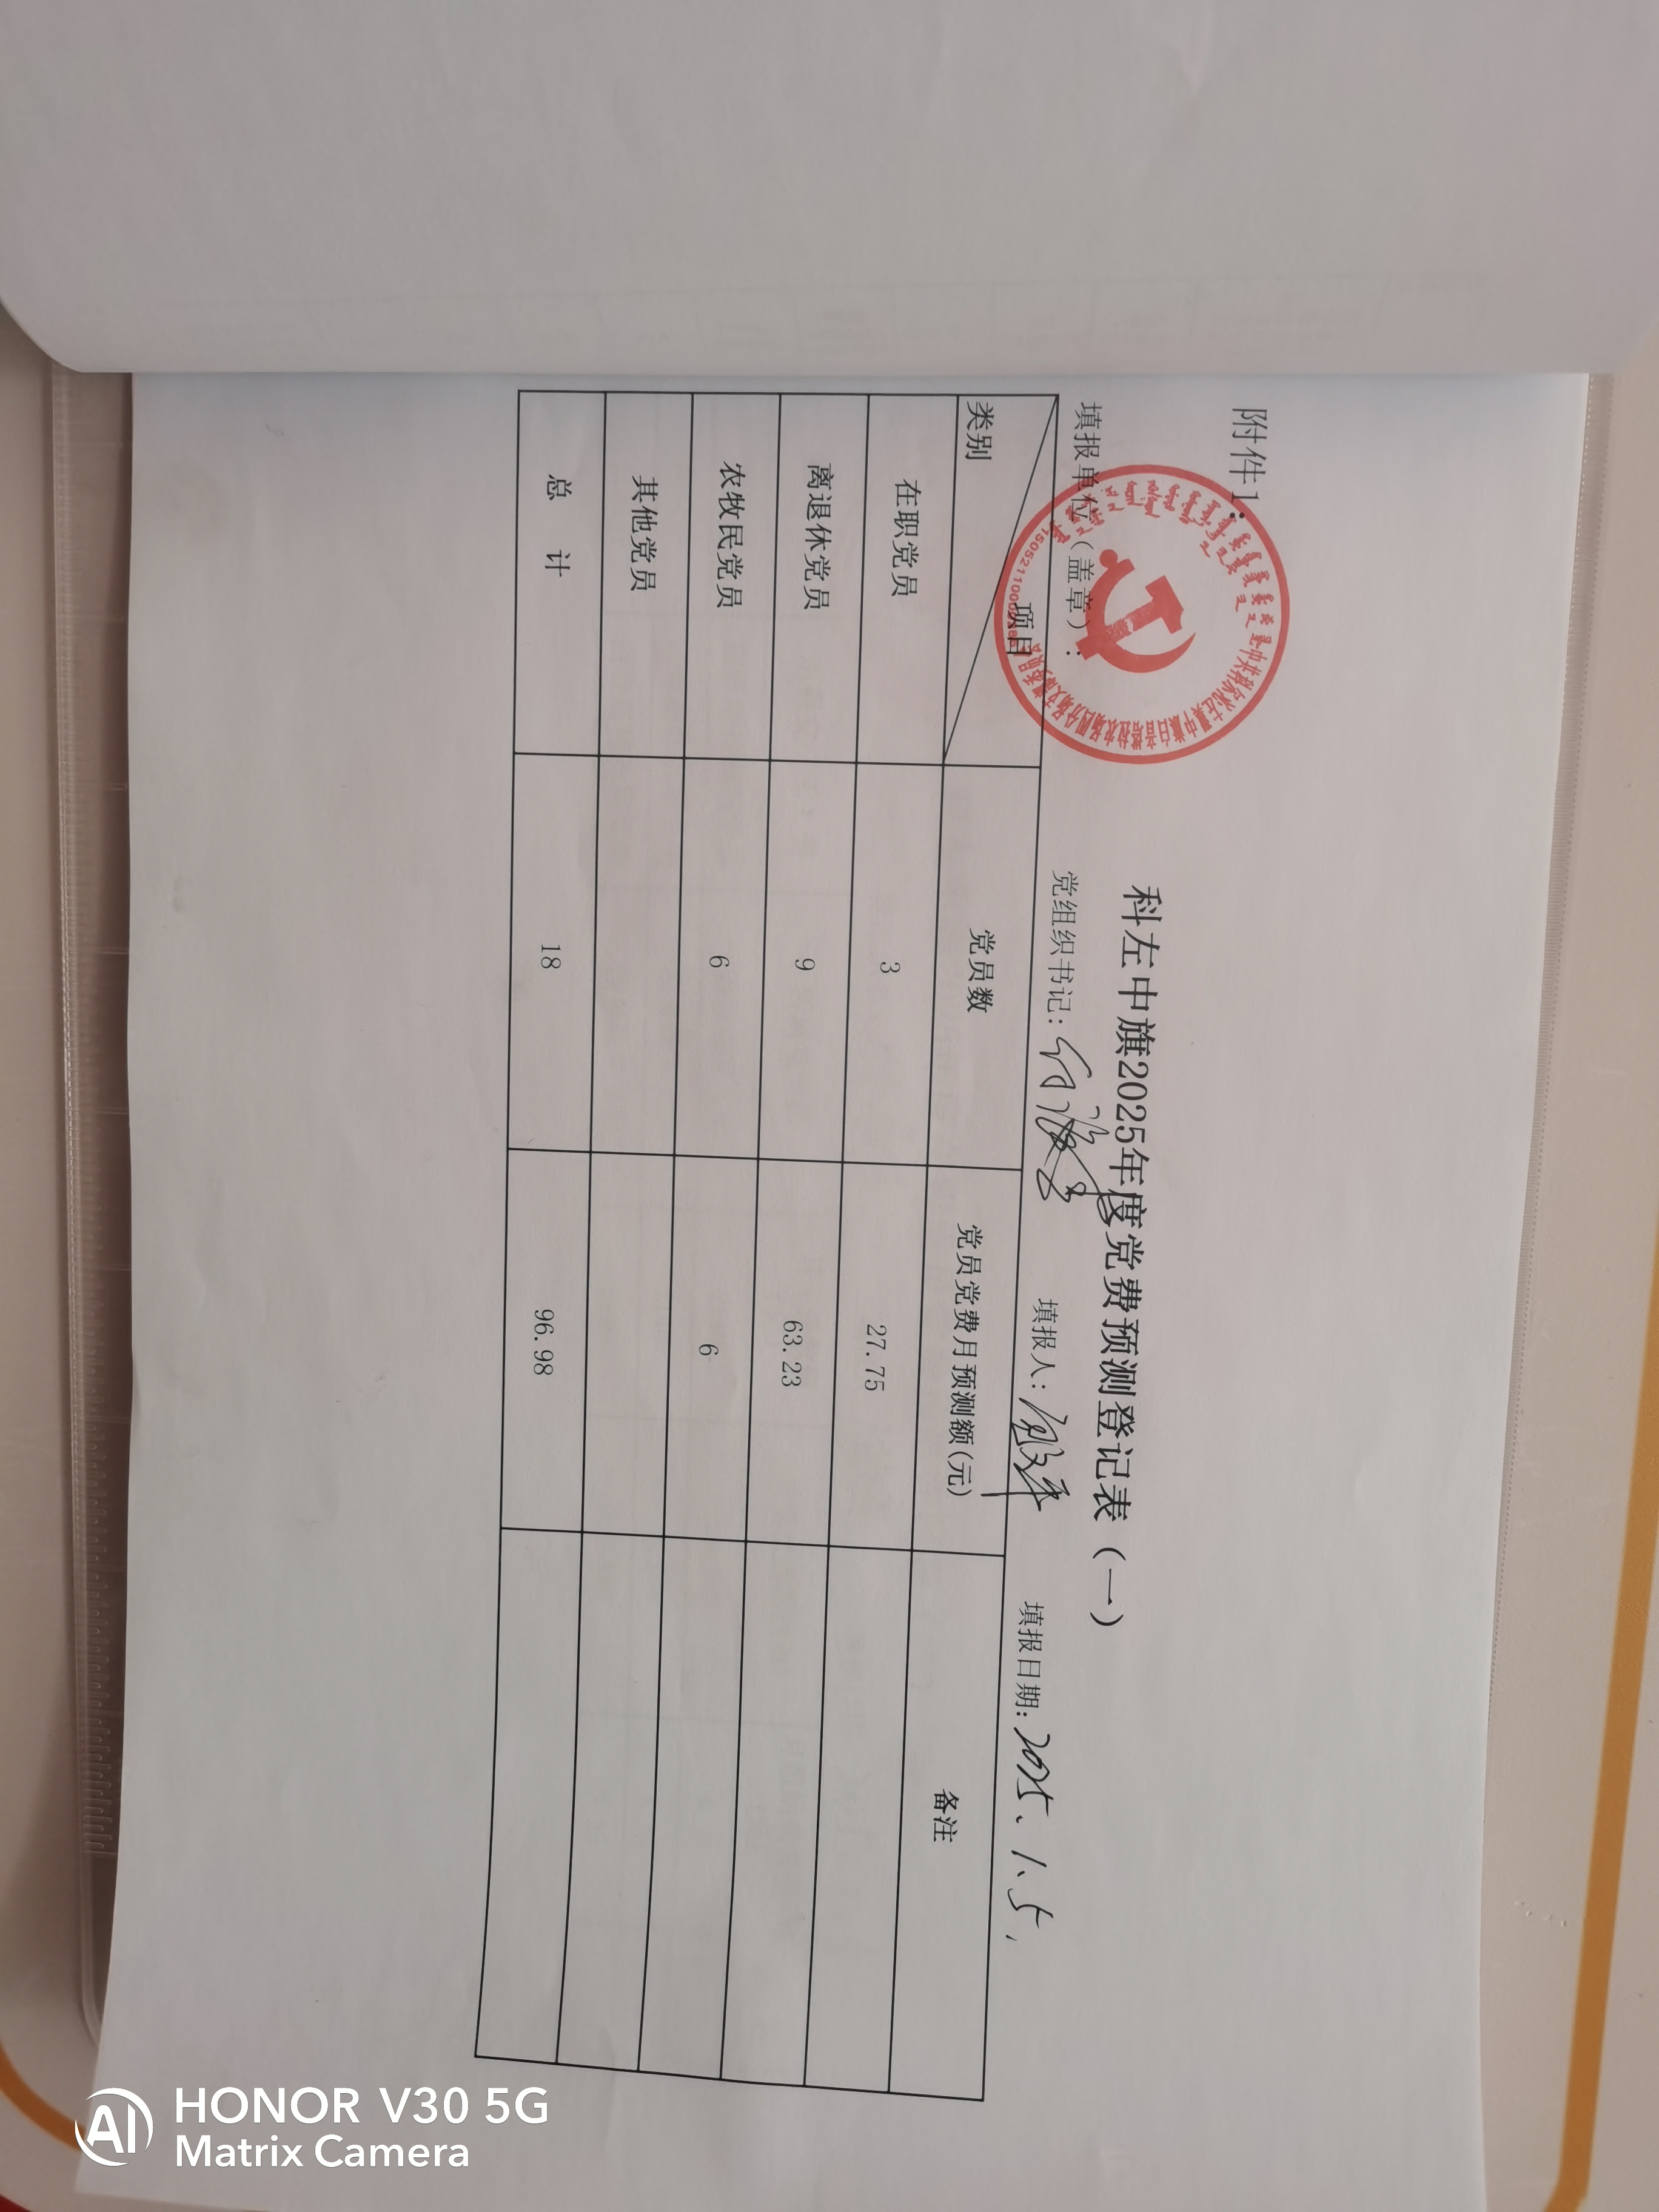 附件1：
科左中旗2025年度党费预测登记表（一）
填报单位（盖章）： 党组织书记： 填报人： 填报日期：2025、1、5，
项目
类别 党员数 党员党费月预测额(元) 备注
在职党员 3 27.75
离退休党员 9 63.23
农牧民党员 6 6
其他党员
总 计 18 96.98
HONOR V30 5G
Matrix Camera
AI